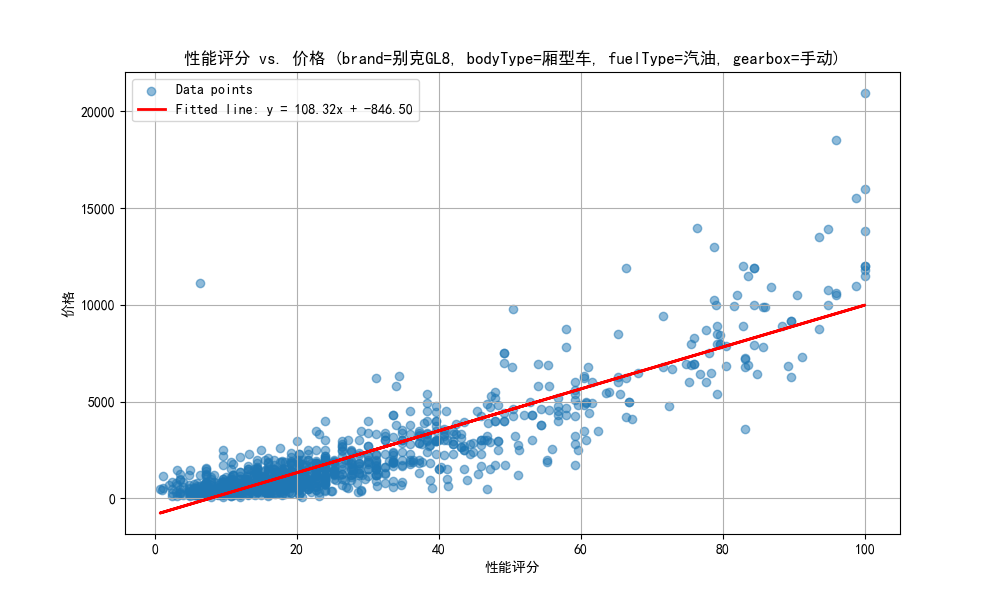 性能评分 vs. 价格 (brand=别克GL8, bodyType=厢型车, fuelType=汽油, gearbox=手动)
Data points
Fitted line: y = 108.32x + -846.50
价格
20000
15000
10000
5000
0
0 20 40 60 80 100
性能评分